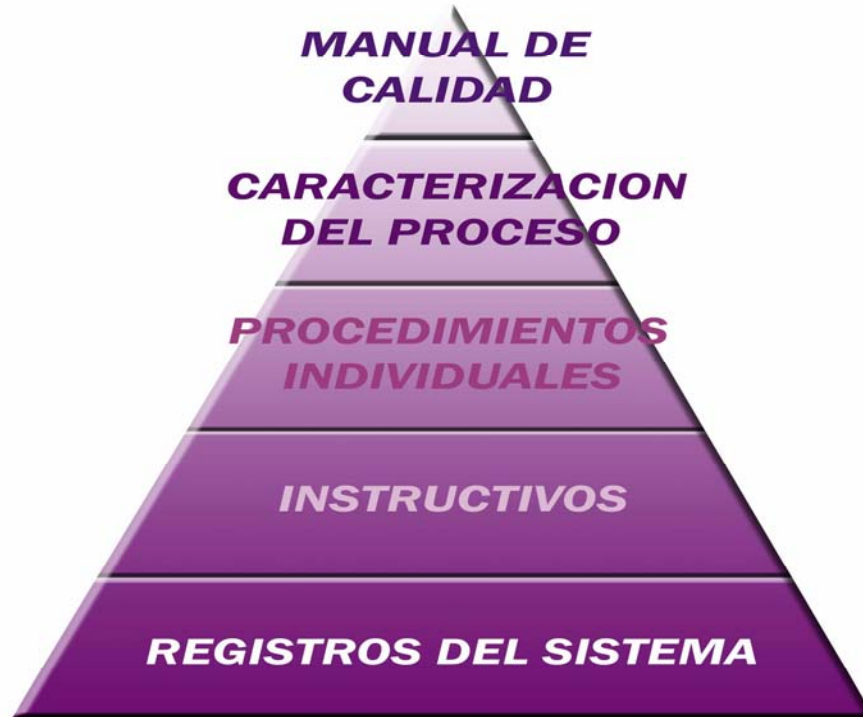 MANUAL DE
CALIDAD
CARACTERIZACION
DEL PROCESO
PROCEDIMIENTOS
INDIVIDUALES
INSTRUCTIVOS
REGISTROS DEL SISTEMA